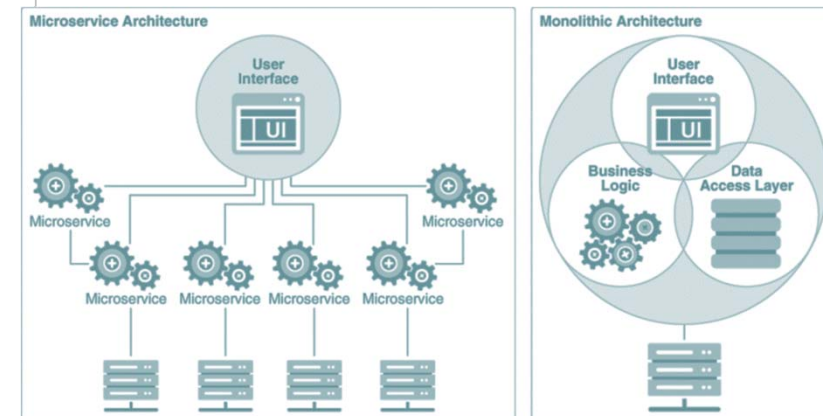 Microservice Architecture
User
Interface
UI
Microservice
Microservice
Microservice
Microservice
Microservice
Microservice
Monolithic Architecture
User
Interface
UI
Business
Logic
Data
Access Layer